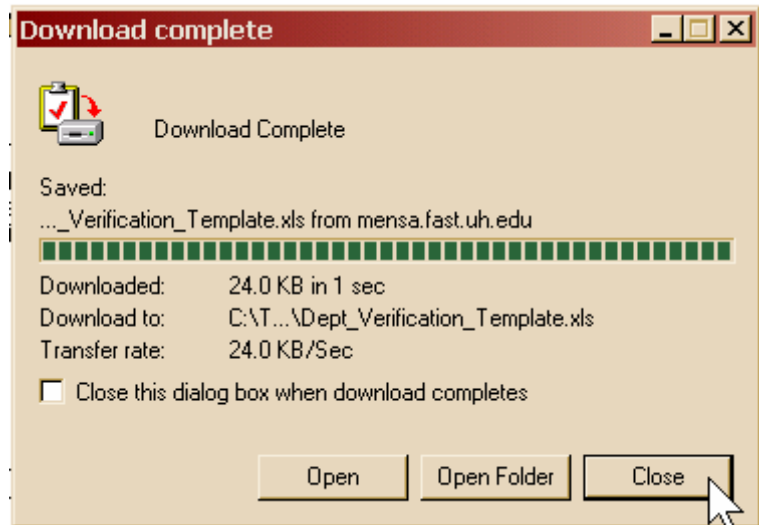 Download complete
Download Complete
Saved:
..._Verification_Template.xls from mensa.fast.uh.edu
Downloaded: 24.0 KB in 1 sec
Download to: C:\T...\Dept_Verification_Template.xls
Transfer rate: 24.0 KB/Sec
Close this dialog box when download completes
Open Open Folder Close